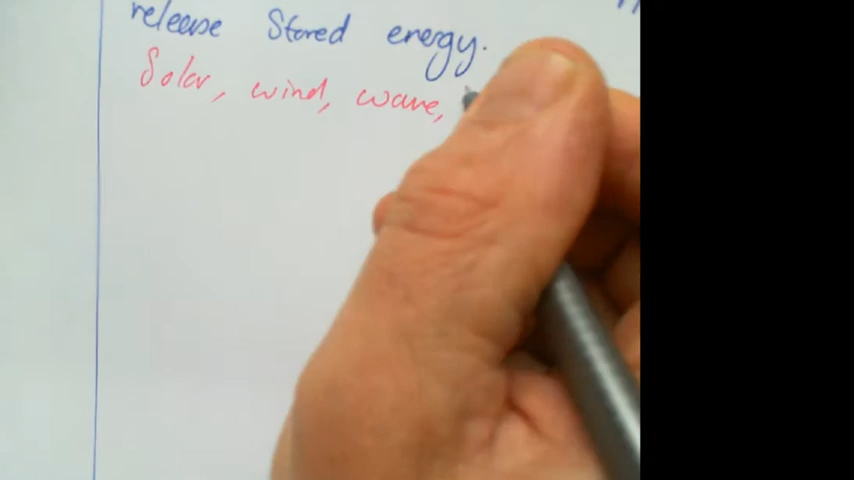 release Stored energy.
Solar, wind, wave,